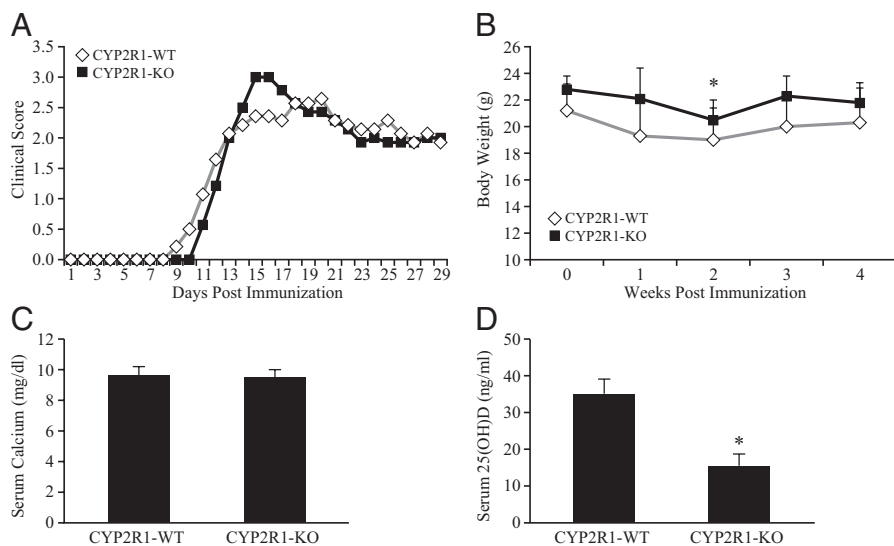 A
CYP2R1-WT
CYP2R1-KO
Clinical Score
3.5
3.0
2.5
2.0
1.5
1.0
0.5
0.0
1 3 5 7 9 11 13 15 17 19 21 23 25 27 29
Days Post Immunization
B
Body Weight (g)
26
24
22
20
18
16
14
12
10
*
CYP2R1-WT
CYP2R1-KO
0 1 2 3 4
Weeks Post Immunization
C
Serum Calcium (mg/dl)
12
10
8
6
4
2
0
CYP2R1-WT CYP2R1-KO
D
Serum 25(OH)D (ng/ml)
50
40
30
20
10
0
*
CYP2R1-WT CYP2R1-KO